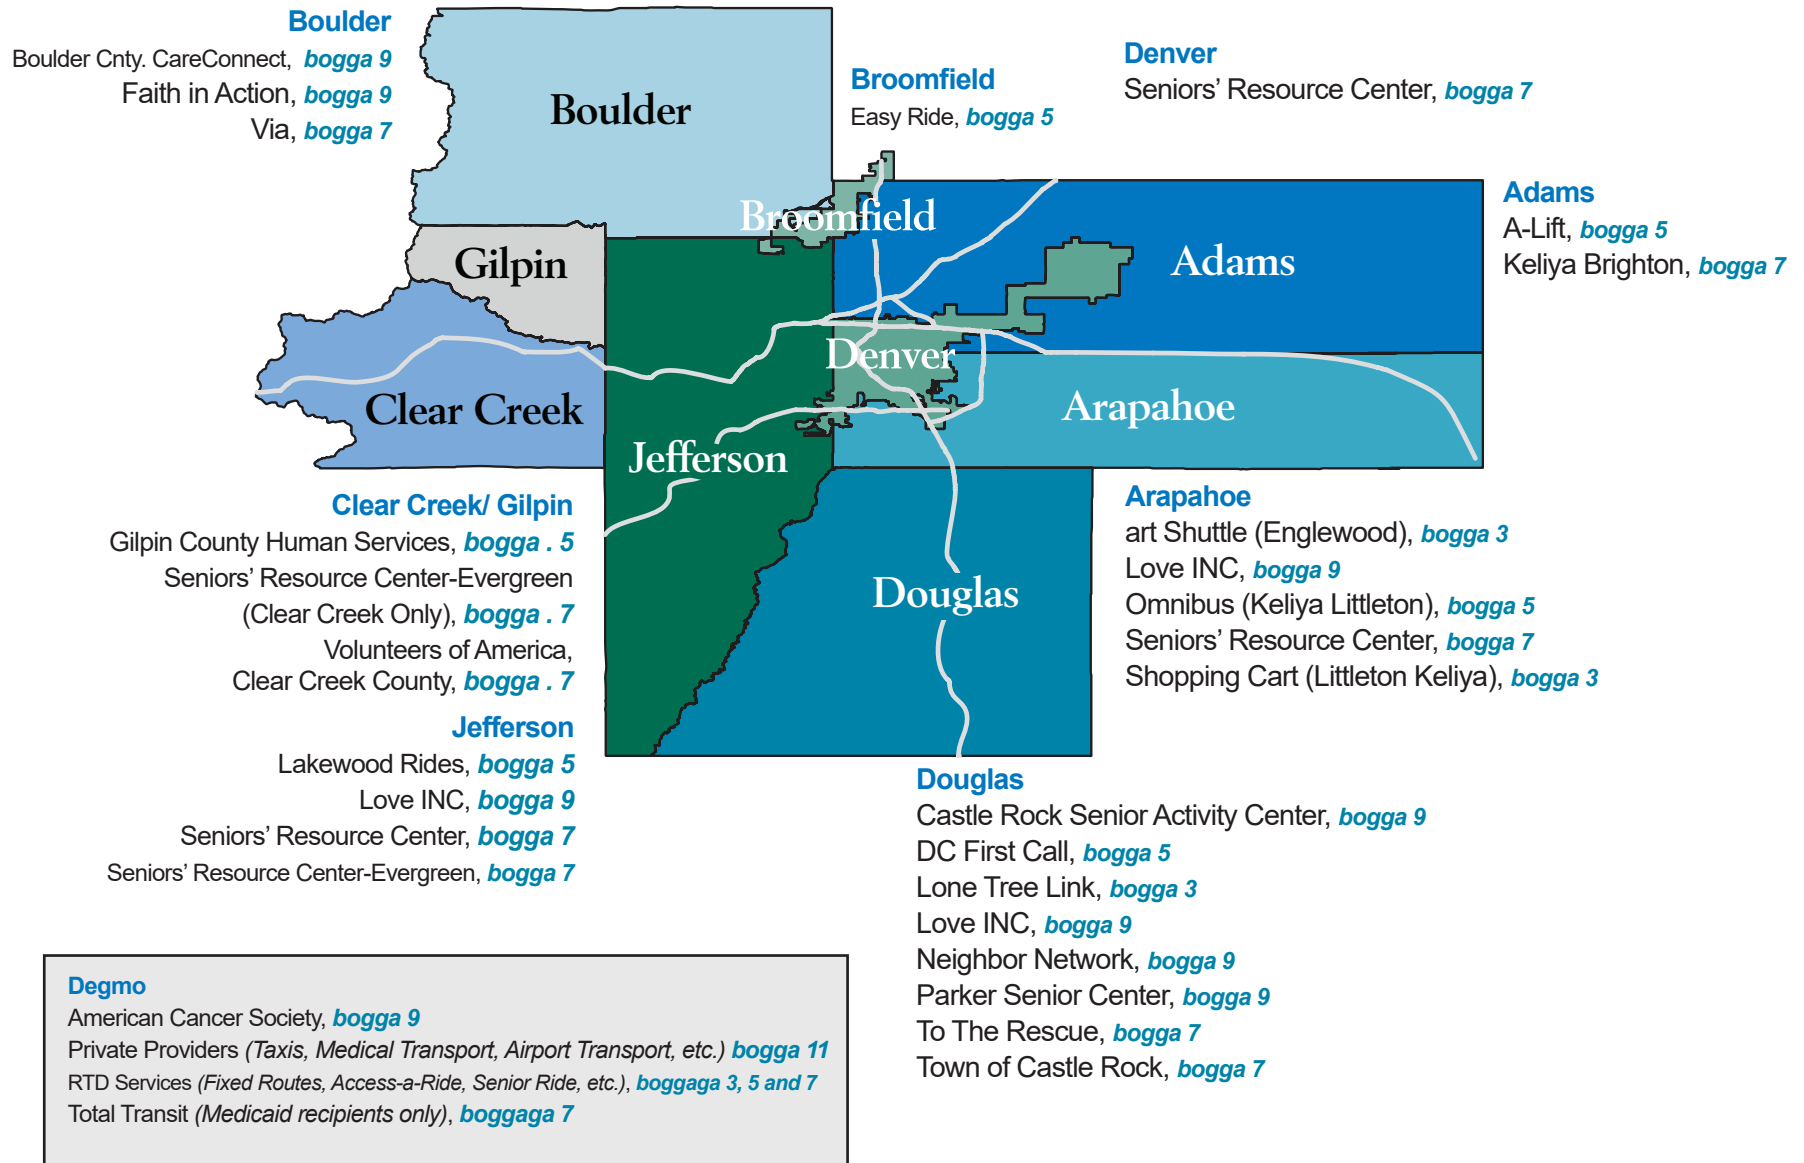 Boulder
Boulder Cnty. CareConnect, bogga 9
Faith in Action, bogga 9
Via, bogga 7
Broomfield
Easy Ride, bogga 5
Denver
Seniors’ Resource Center, bogga 7
Adams
A-Lift, bogga 5
Keliya Brighton, bogga 7
Boulder
Broomfield
Gilpin
Adams
Denver
Clear Creek
Arapahoe
Jefferson
Douglas
Clear Creek/ Gilpin
Gilpin County Human Services, bogga . 5
Seniors’ Resource Center-Evergreen
(Clear Creek Only), bogga . 7
Volunteers of America,
Clear Creek County, bogga . 7
Jefferson
Lakewood Rides, bogga 5
Love INC, bogga 9
Seniors’ Resource Center, bogga 7
Seniors’ Resource Center-Evergreen, bogga 7
Arapahoe
art Shuttle (Englewood), bogga 3
Love INC, bogga 9
Omnibus (Keliya Littleton), bogga 5
Seniors’ Resource Center, bogga 7
Shopping Cart (Littleton Keliya), bogga 3
Douglas
Castle Rock Senior Activity Center, bogga 9
DC First Call, bogga 5
Lone Tree Link, bogga 3
Love INC, bogga 9
Neighbor Network, bogga 9
Parker Senior Center, bogga 9
To The Rescue, bogga 7
Town of Castle Rock, bogga 7
Degmo
American Cancer Society, bogga 9
Private Providers (Taxis, Medical Transport, Airport Transport, etc.) bogga 11
RTD Services (Fixed Routes, Access-a-Ride, Senior Ride, etc.), boggaga 3, 5 and 7
Total Transit (Medicaid recipients only), boggaga 7